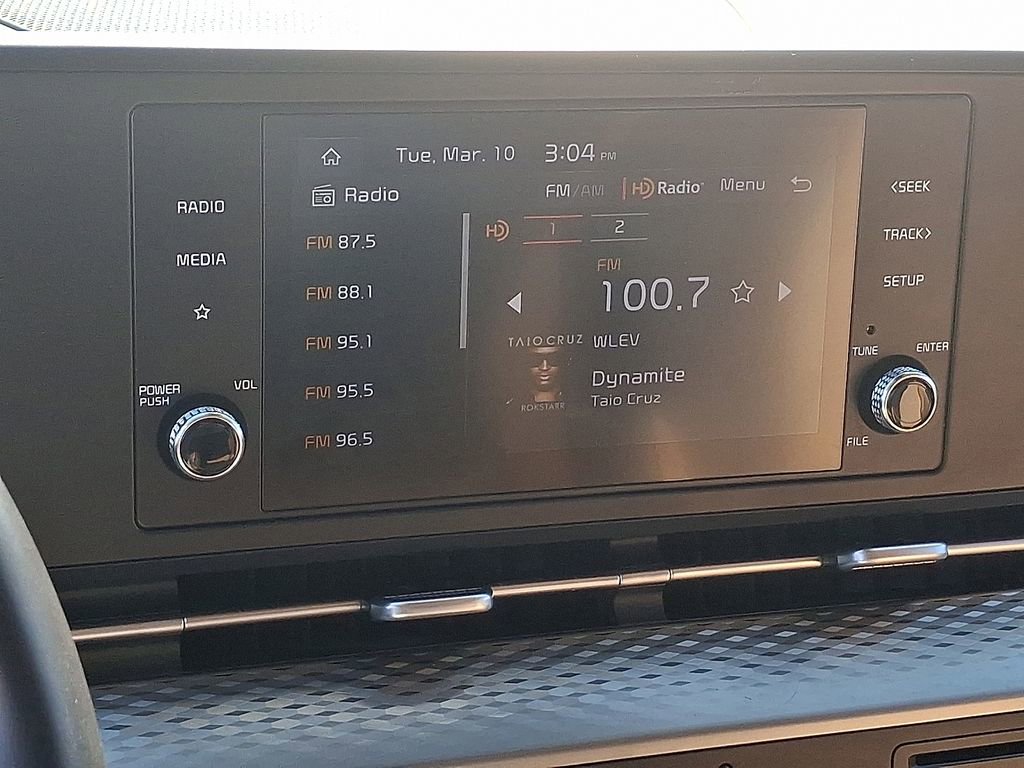 Tue, Mar. 10 3:04 PM
Radio
FM/AM HD Radio Menu
RADIO
MEDIA
POWER
PUSH
VOL
FM 87.5
FM 88.1
FM 95.1
FM 95.5
FM 96.5
HD 1 2
FM
100.7
TAIO CRUZ
ROKSTARR
WLEV
Dynamite
Taio Cruz
<SEEK
TRACK>
SETUP
TUNE
ENTER
FILE